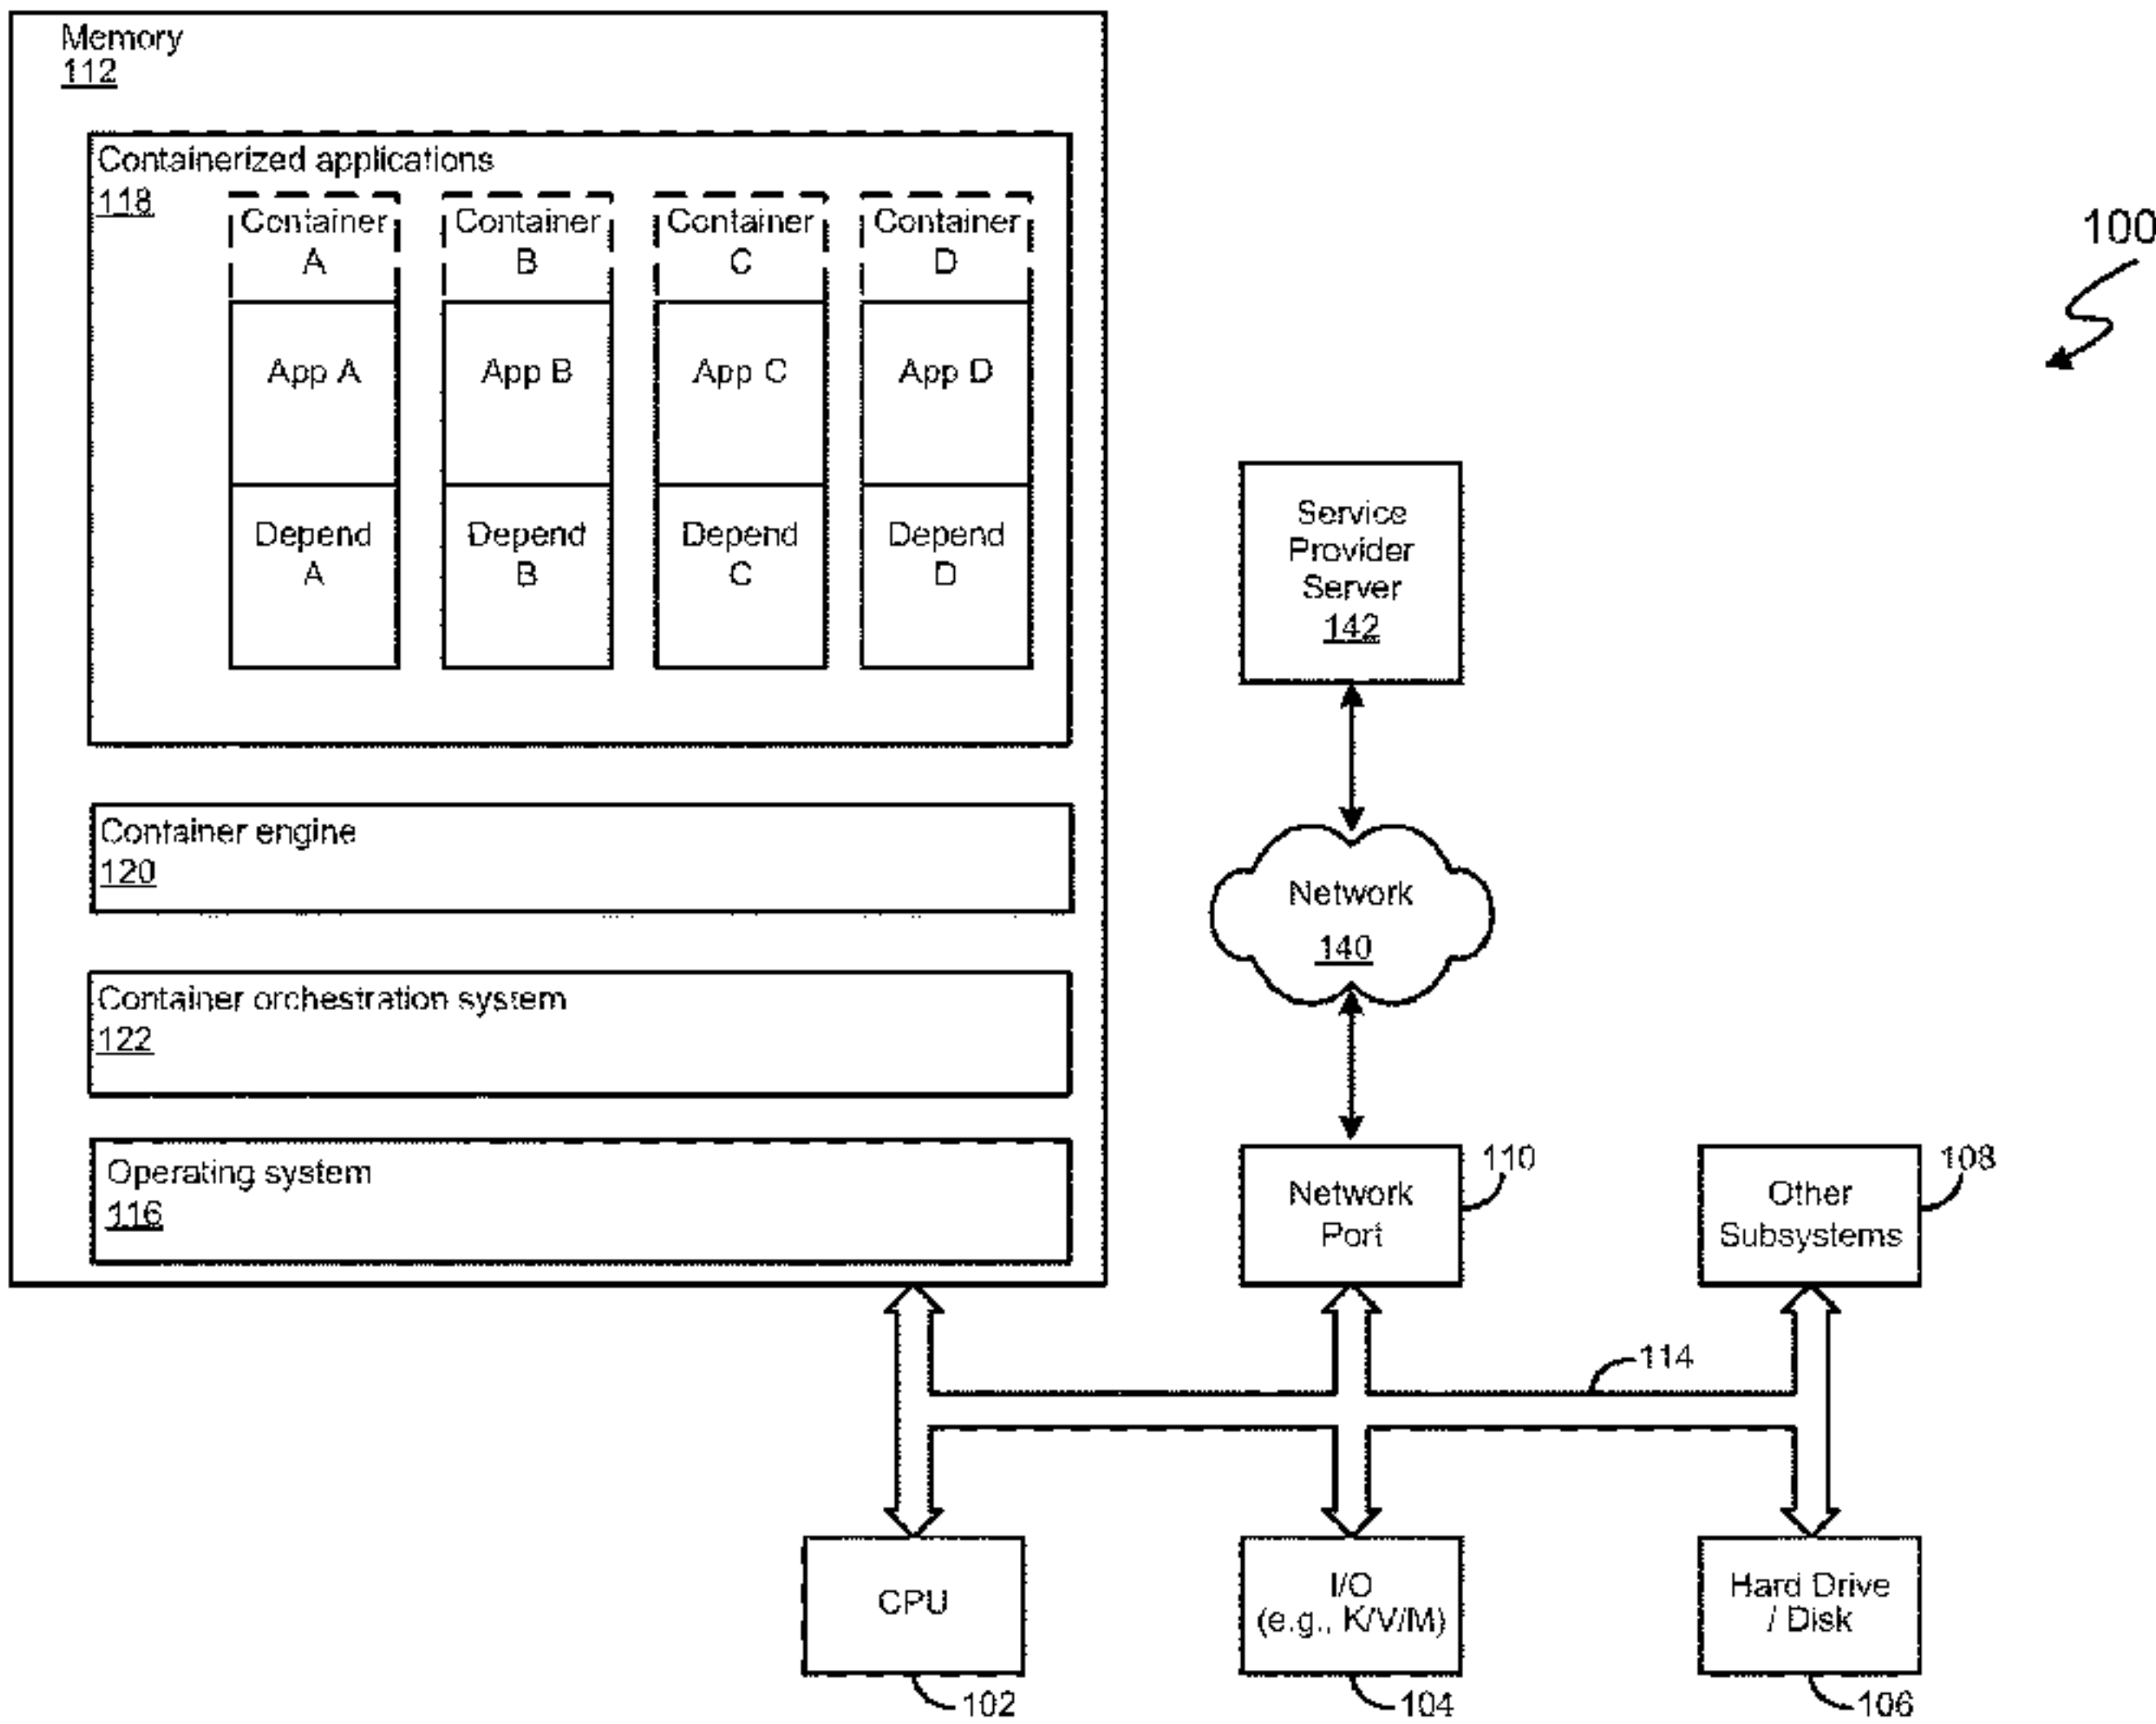 Memory
112
Containerized applications
118
Container
A
Container
B
Container
C
Container
D
App A
App B
App C
App D
Depend
A
Depend
B
Depend
C
Depend
D
Container engine
120
Container orchestration system
122
Operating system
116
100
Service
Provider
Server
142
Network
140
Network
Port
110
Other
Subsystems
108
114
CPU
102
I/O
(e.g., K/V/M)
104
Hard Drive
/ Disk
106